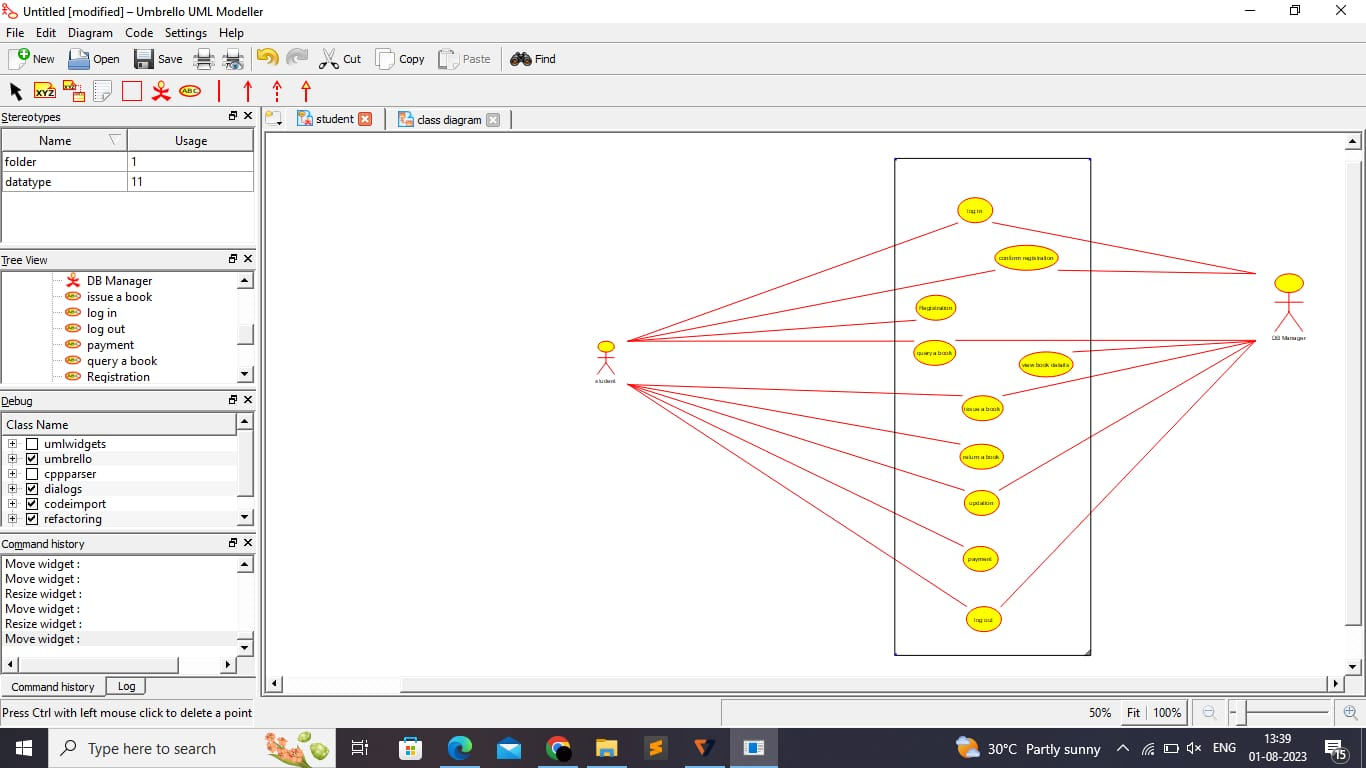 Untitled [modified] – Umbrello UML Modeller
File Edit Diagram Code Settings Help
New Open Save Cut Copy Paste Find
XYZ XYZ ABC
Stereotypes
Name Usage
folder 1
datatype 11
Tree View
DB Manager
issue a book
log in
log out
payment
query a book
Registration
Debug
Class Name
umlwidgets
umbrello
cppparser
dialogs
codeimport
refactoring
Command history
Move widget :
Move widget :
Resize widget :
Move widget :
Resize widget :
Move widget :
Command history Log
student class diagram
log in
conform registration
Registration
query a book
view book details
issue a book
return a book
updation
payment
log out
student
DB Manager
Press Ctrl with left mouse click to delete a point
50% Fit 100%
Type here to search
30°C Partly sunny
ENG
13:39
01-08-2023
15